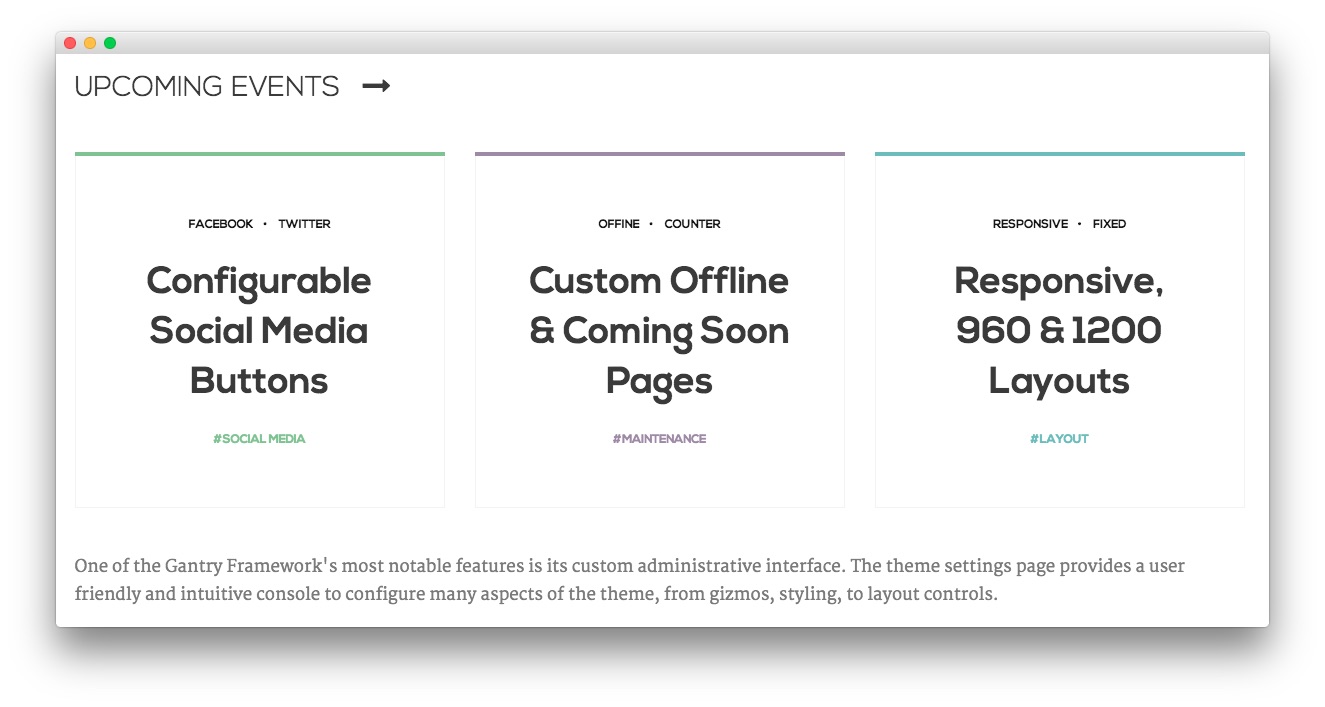 UPCOMING EVENTS
FACEBOOK • TWITTER
Configurable
Social Media
Buttons
#SOCIAL MEDIA
OFFINE • COUNTER
Custom Offline
& Coming Soon
Pages
#MAINTENANCE
RESPONSIVE • FIXED
Responsive,
960 & 1200
Layouts
#LAYOUT
One of the Gantry Framework's most notable features is its custom administrative interface. The theme settings page provides a user
friendly and intuitive console to configure many aspects of the theme, from gizmos, styling, to layout controls.